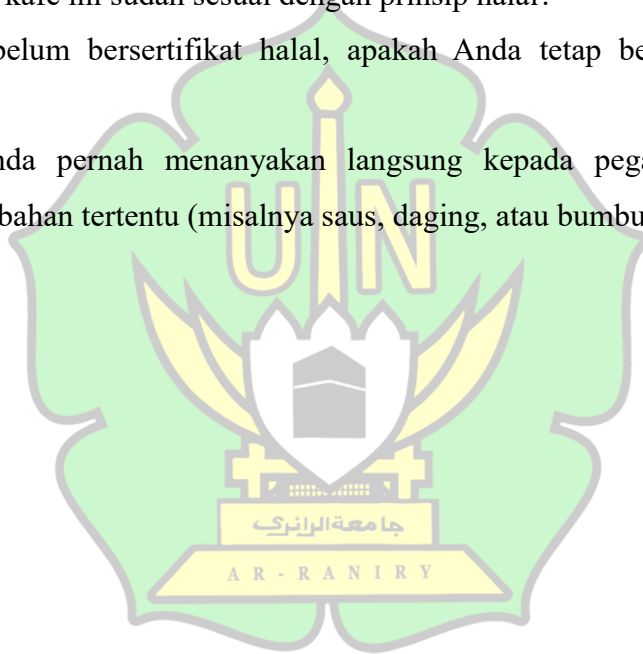 kafe ini sudah sesuai dengan prinsip halal?
belum bersertifikat halal, apakah Anda tetap be
nda pernah menanyakan langsung kepada pega
bahan tertentu (misalnya saus, daging, atau bumbu
UIN
جامعة الرانري
AR-RANIRY